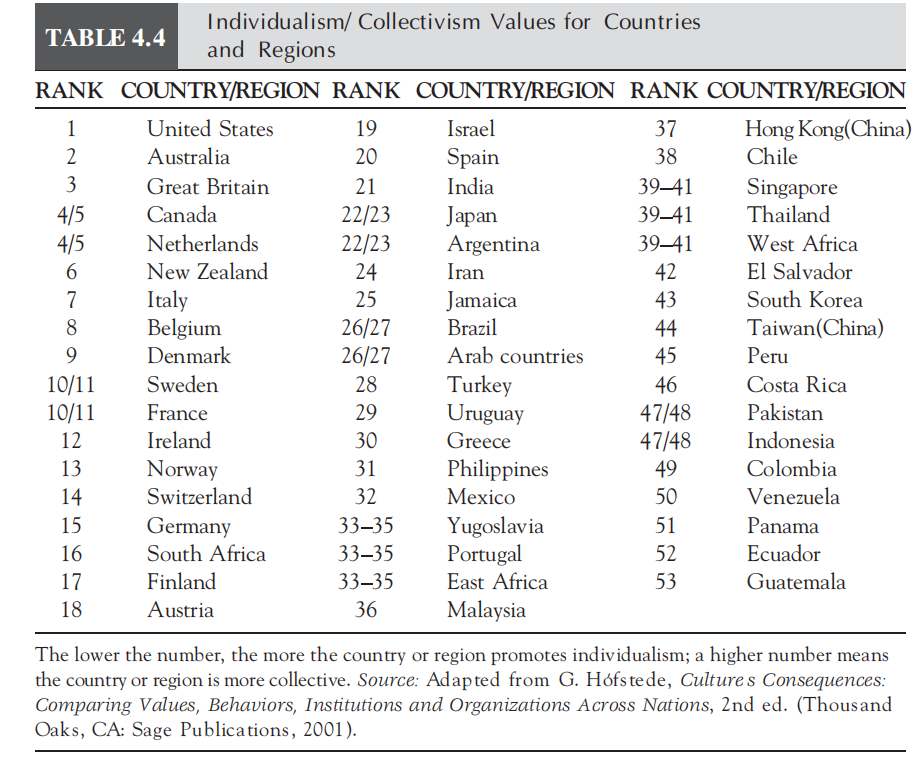 TABLE 4.4
Individualism/ Collectivism Values for Countries
and Regions
RANK COUNTRY/REGION RANK COUNTRY/REGION RANK COUNTRY/REGION
1 United States 19 Israel 37 Hong Kong(China)
2 Australia 20 Spain 38 Chile
3 Great Britain 21 India 39–41 Singapore
4/5 Canada 22/23 Japan 39–41 Thailand
4/5 Netherlands 22/23 Argentina 39–41 West Africa
6 New Zealand 24 Iran 42 El Salvador
7 Italy 25 Jamaica 43 South Korea
8 Belgium 26/27 Brazil 44 Taiwan(China)
9 Denmark 26/27 Arab countries 45 Peru
10/11 Sweden 28 Turkey 46 Costa Rica
10/11 France 29 Uruguay 47/48 Pakistan
12 Ireland 30 Greece 47/48 Indonesia
13 Norway 31 Philippines 49 Colombia
14 Switzerland 32 Mexico 50 Venezuela
15 Germany 33–35 Yugoslavia 51 Panama
16 South Africa 33–35 Portugal 52 Ecuador
17 Finland 33–35 East Africa 53 Guatemala
18 Austria 36 Malaysia
The lower the number, the more the country or region promotes individualism; a higher number means
the country or region is more collective. Source: Adapted from G. Hófstede, Culture s Consequences:
Comparing Values, Behaviors, Institutions and Organizations Across Nations, 2nd ed. (Thousand
Oaks, CA: Sage Publications, 2001).